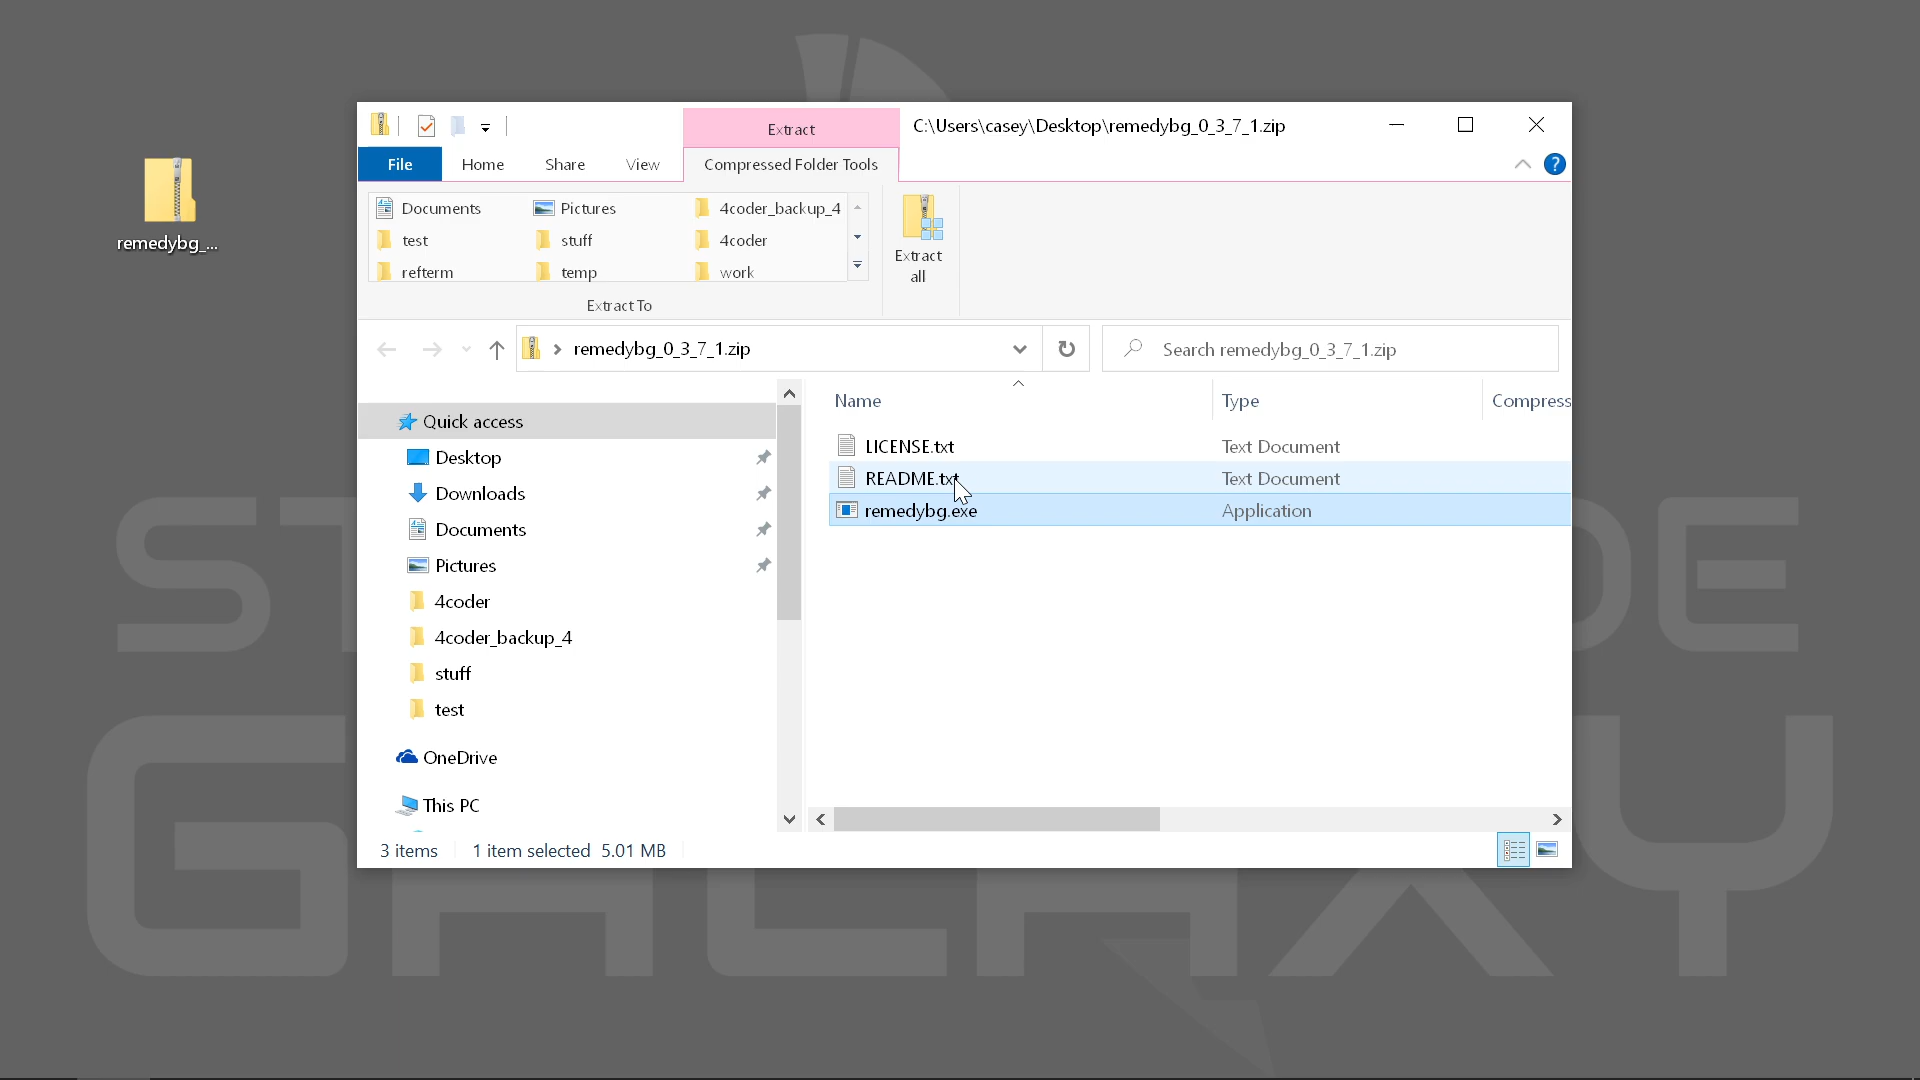 remedybg_...
Extract
C:\Users\casey\Desktop\remedybg_0_3_7_1.zip
File
Home
Share
View
Compressed Folder Tools
Documents
Pictures
4coder_backup_4
test
stuff
4coder
refterm
temp
work
Extract
all
Extract To
remedybg_0_3_7_1.zip
Search remedybg_0_3_7_1.zip
Name
Type
Compress
Quick access
Desktop
Downloads
Documents
Pictures
4coder
4coder_backup_4
stuff
test
OneDrive
This PC
LICENSE.txt
Text Document
README.txt
Text Document
remedybg.exe
Application
3 items
1 item selected 5.01 MB
GALAXY